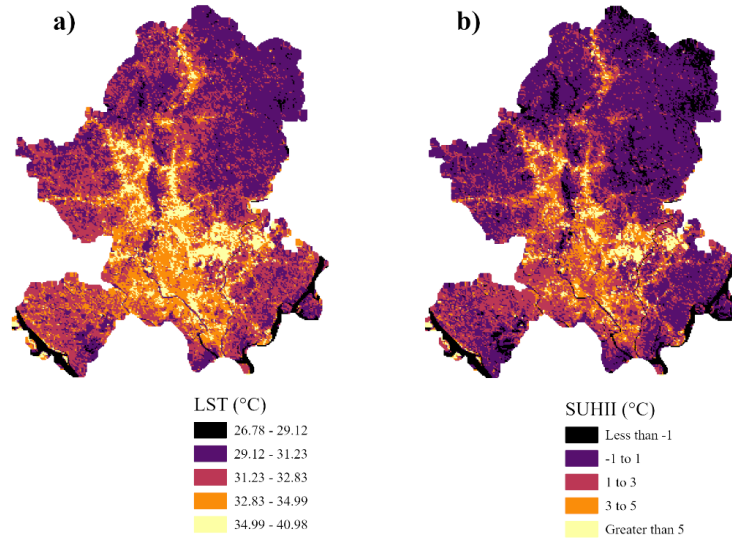 a)
b)
LST (°C)
26.78 - 29.12
29.12 - 31.23
31.23 - 32.83
32.83 - 34.99
34.99 - 40.98
SUHII (°C)
Less than -1
-1 to 1
1 to 3
3 to 5
Greater than 5